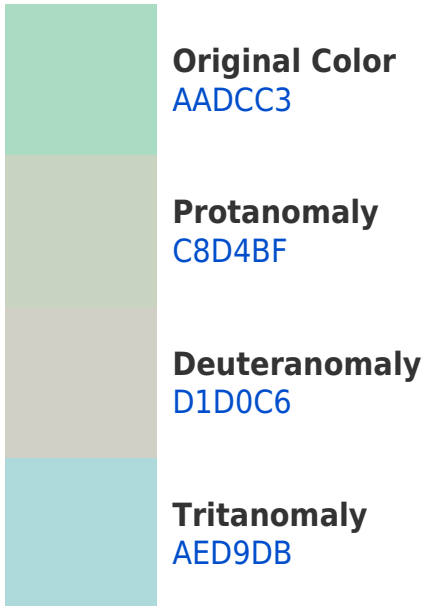 Original Color
AADCC3
Protanomaly
C8D4BF
Deuteranomaly
D1D0C6
Tritanomaly
AED9DB